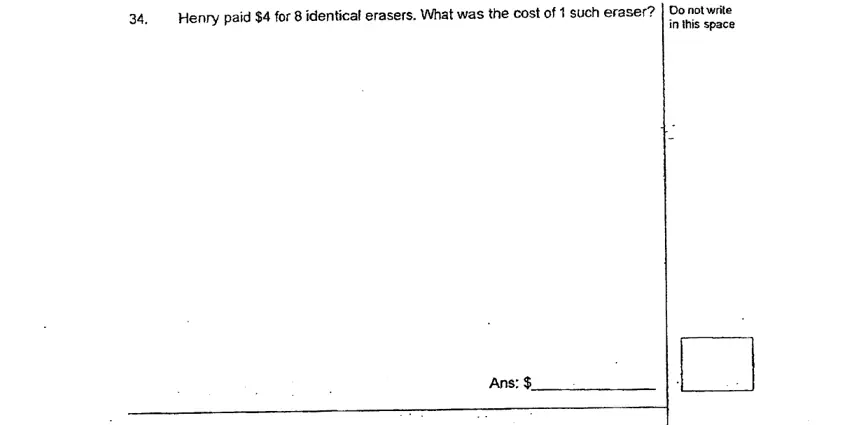 34. Henry paid $4 for 8 identical erasers. What was the cost of 1 such eraser?
Do not write
in this space
Ans: $